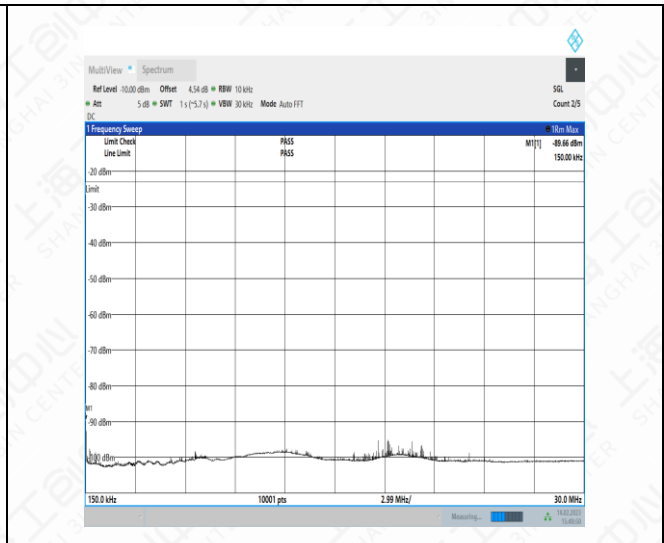 MultiView Spectrum
Ref Level -10.00 dBm Offset 4.54 dB RBW 10 kHz SGL
Att 5 dB SWT 1 s (~5.7 s) VBW 30 kHz Mode Auto FFT Count 2/5
DC
1 Frequency Sweep 1Rm Max
Limit Check PASS M1[1] -89.66 dBm
Line Limit PASS 150.00 kHz
-20 dBm
Limit
-30 dBm
-40 dBm
-50 dBm
-60 dBm
-70 dBm
-80 dBm
M1
-90 dBm
-100 dBm
150.0 kHz 10001 pts 2.99 MHz/ 30.0 MHz
Measuring...